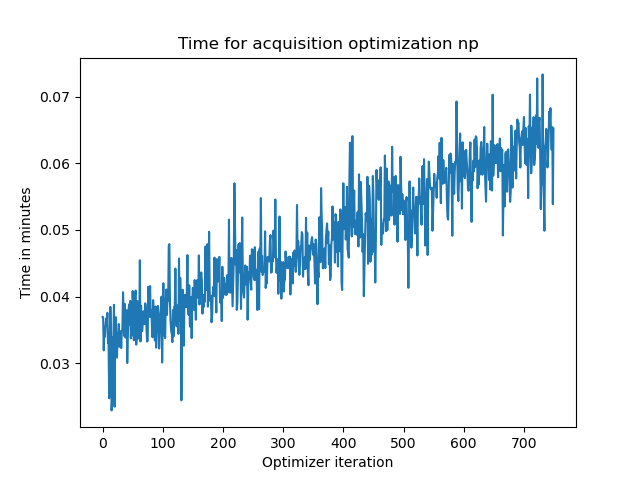 Time for acquisition optimization np
0.07
0.06
0.05
0.04
0.03
Time in minutes
0 100 200 300 400 500 600 700
Optimizer iteration